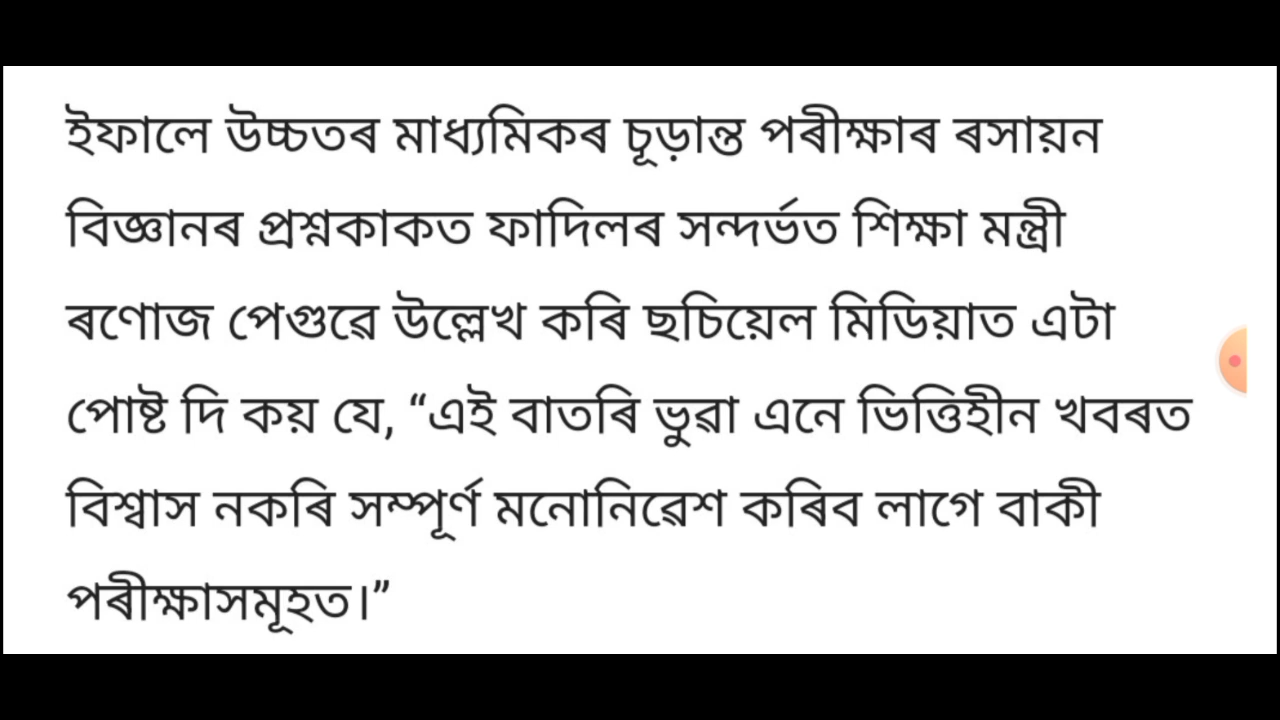 ইফালে উচ্চতৰ মাধ্যমিকৰ চূড়ান্ত পৰীক্ষাৰ ৰসায়ন
বিজ্ঞানৰ প্ৰশ্নকাকত ফাদিলৰ সন্দৰ্ভত শিক্ষা মন্ত্ৰী
ৰণোজ পেগুৱে উল্লেখ কৰি ছচিয়েল মিডিয়াত এটা
পোষ্ট দি কয় যে, “এই বাতৰি ভুৱা এনে ভিত্তিহীন খবৰত
বিশ্বাস নকৰি সম্পূৰ্ণ মনোনিৱেশ কৰিব লাগে বাকী
পৰীক্ষাসমূহত।”